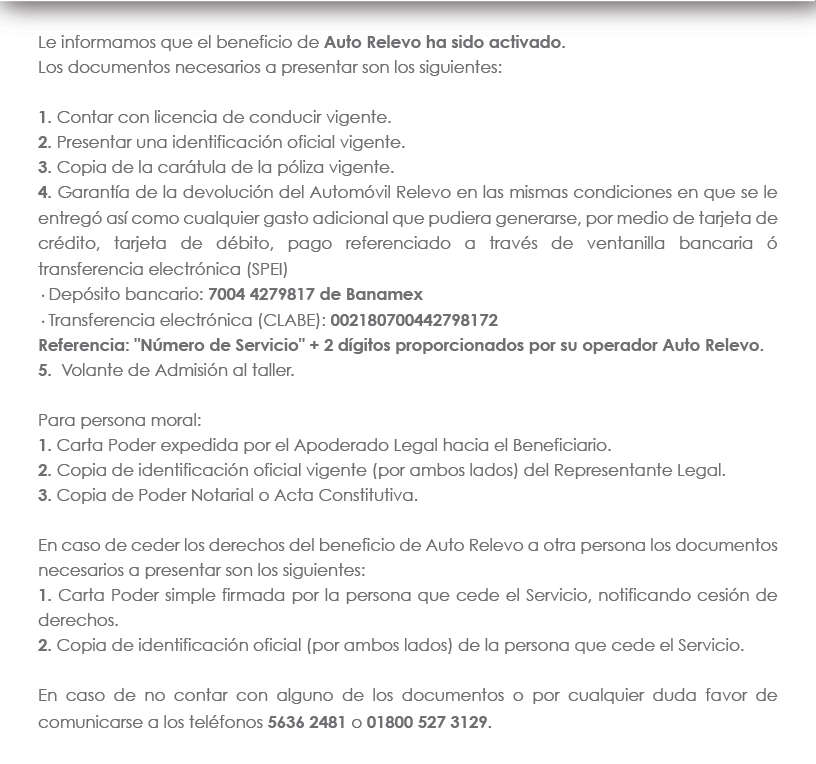 Le informamos que el beneficio de Auto Relevo ha sido activado.
Los documentos necesarios a presentar son los siguientes:
1. Contar con licencia de conducir vigente.
2. Presentar una identificación oficial vigente.
3. Copia de la carátula de la póliza vigente.
4. Garantía de la devolución del Automóvil Relevo en las mismas condiciones en que se le
entregó así como cualquier gasto adicional que pudiera generarse, por medio de tarjeta de
crédito, tarjeta de débito, pago referenciado a través de ventanilla bancaria ó
transferencia electrónica (SPEI)
· Depósito bancario: 7004 4279817 de Banamex
· Transferencia electrónica (CLABE): 002180700442798172
Referencia: "Número de Servicio" + 2 dígitos proporcionados por su operador Auto Relevo.
5. Volante de Admisión al taller.
Para persona moral:
1. Carta Poder expedida por el Apoderado Legal hacia el Beneficiario.
2. Copia de identificación oficial vigente (por ambos lados) del Representante Legal.
3. Copia de Poder Notarial o Acta Constitutiva.
En caso de ceder los derechos del beneficio de Auto Relevo a otra persona los documentos
necesarios a presentar son los siguientes:
1. Carta Poder simple firmada por la persona que cede el Servicio, notificando cesión de
derechos.
2. Copia de identificación oficial (por ambos lados) de la persona que cede el Servicio.
En caso de no contar con alguno de los documentos o por cualquier duda favor de
comunicarse a los teléfonos 5636 2481 o 01800 527 3129.